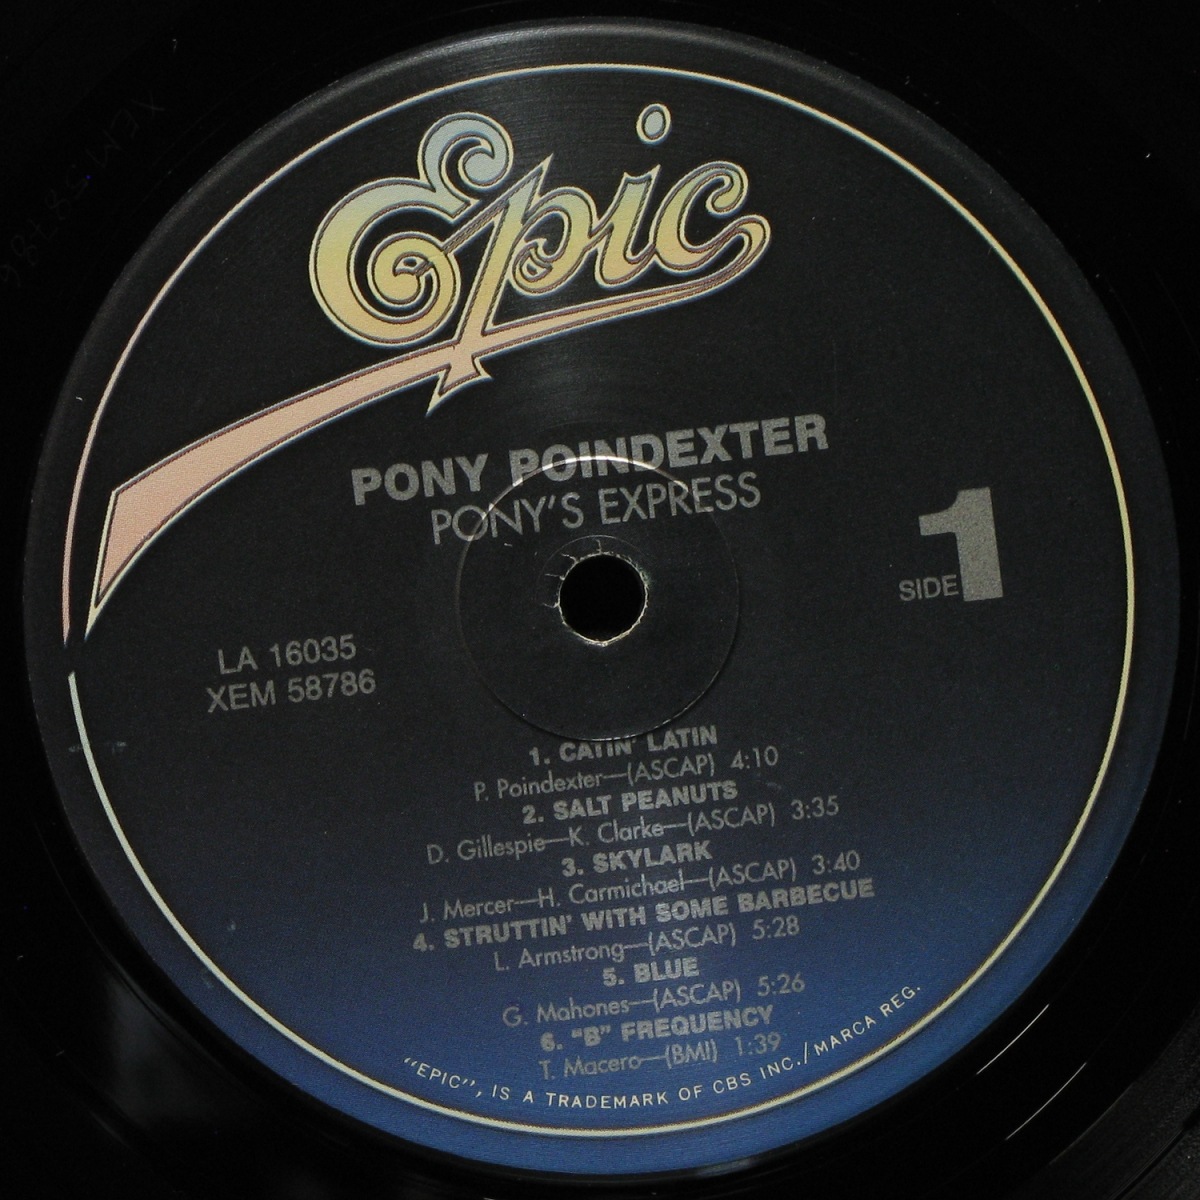 Epic
PONY POINDEXTER
PONY'S EXPRESS
SIDE 1
LA 16035
XEM 58786
1. CATIN' LATIN
P. Poindexter—(ASCAP) 4:10
2. SALT PEANUTS
D. Gillespie—K. Clarke—(ASCAP) 3:35
3. SKYLARK
J. Mercer—H. Carmichael—(ASCAP) 3:40
4. STRUTTIN' WITH SOME BARBECUE
L. Armstrong—(ASCAP) 5:28
5. BLUE
G. Mahones—(ASCAP) 5:26
6. "B" FREQUENCY
T. Macero—(BMI) 1:39
"EPIC", IS A TRADEMARK OF CBS INC./MARCA REG.